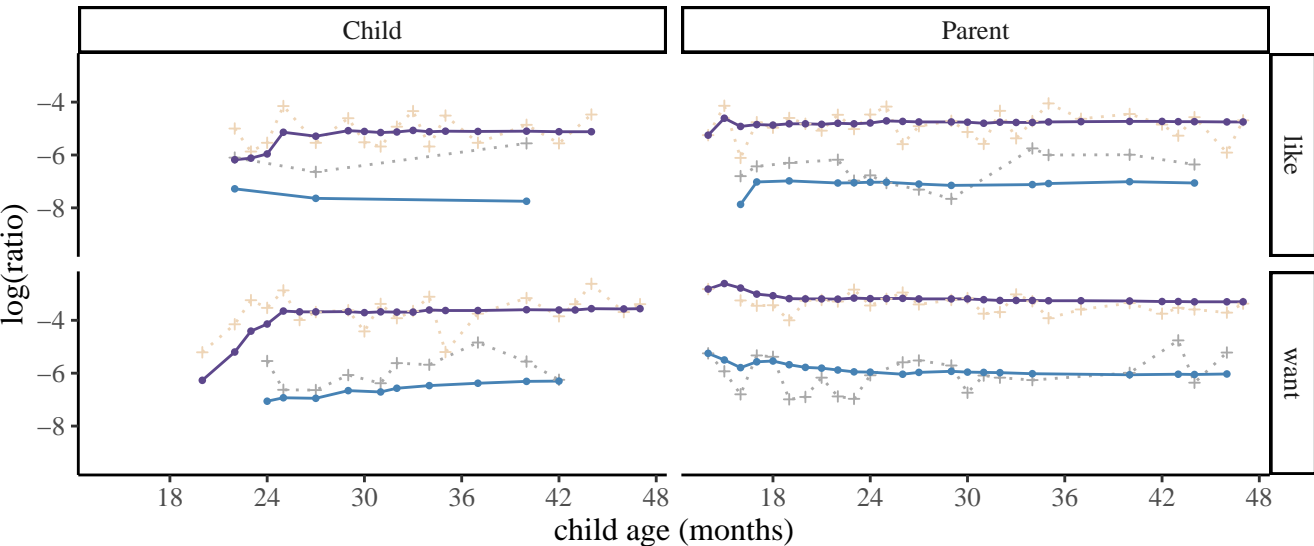 Child
Parent
−4
−6
−8
like
−4
−6
−8
want
18 24 30 36 42 48
18 24 30 36 42 48
child age (months)
log(ratio)